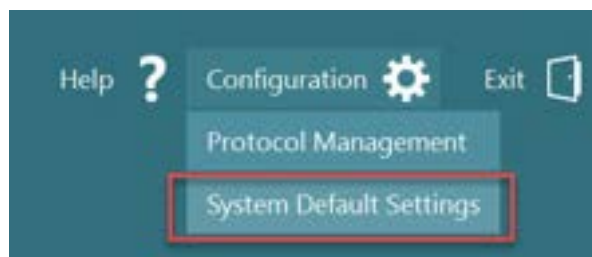 Help ? Configuration Exit
Protocol Management
System Default Settings